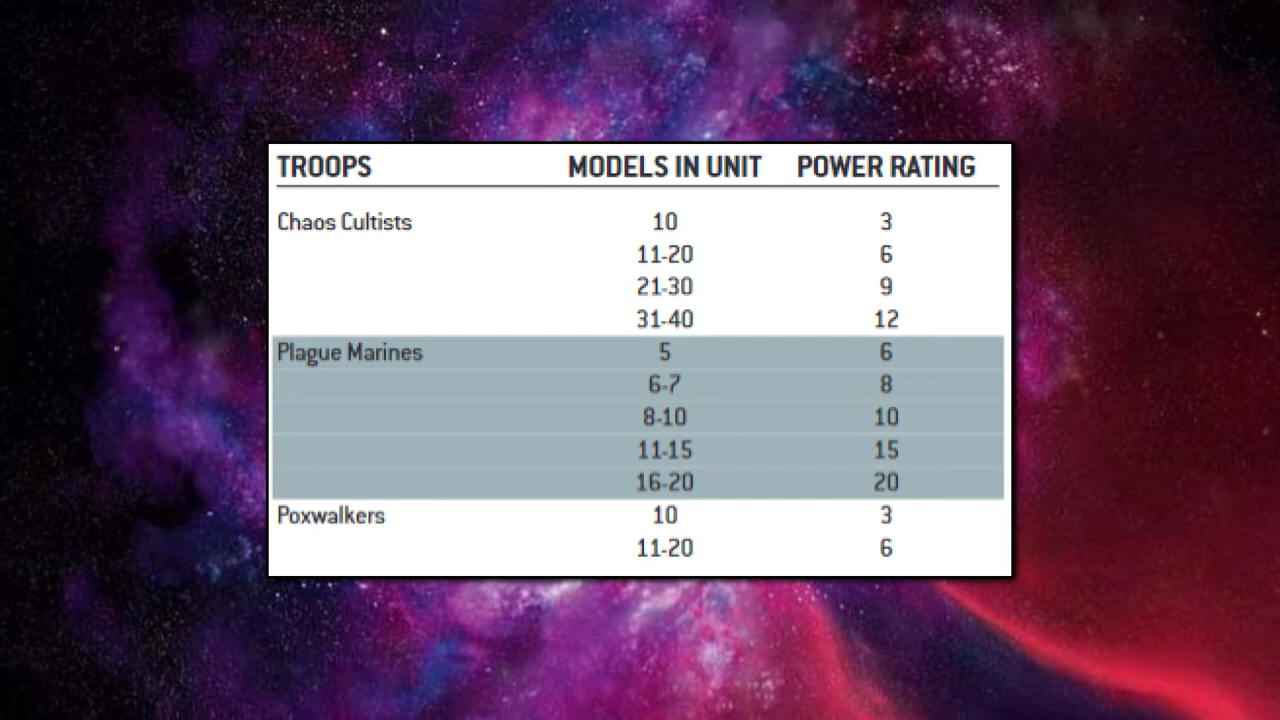 TROOPS MODELS IN UNIT POWER RATING
Chaos Cultists 10 3
11-20 6
21-30 9
31-40 12
Plague Marines 5 6
6-7 8
8-10 10
11-15 15
16-20 20
Poxwalkers 10 3
11-20 6